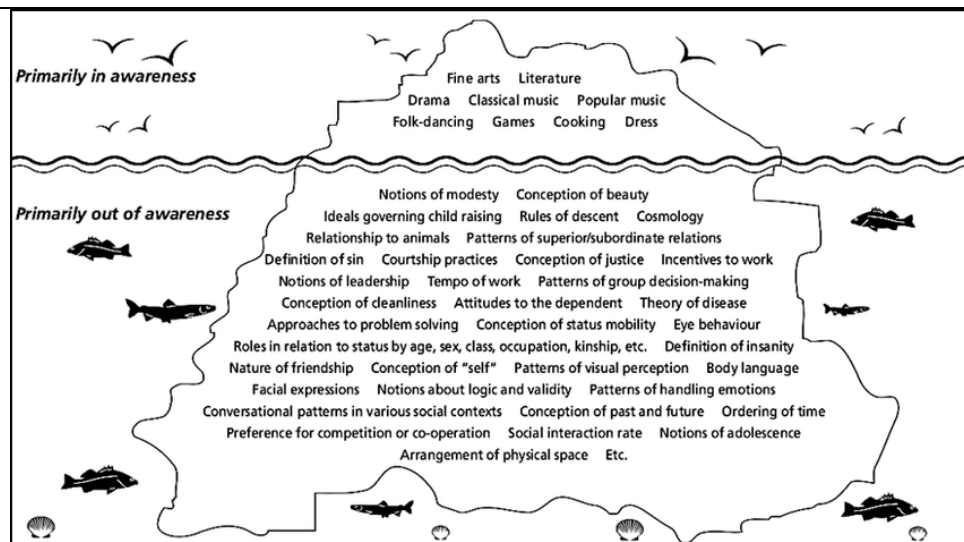 Primarily in awareness
Fine arts Literature
Drama Classical music Popular music
Folk-dancing Games Cooking Dress
Primarily out of awareness
Notions of modesty Conception of beauty
Ideals governing child raising Rules of descent Cosmology
Relationship to animals Patterns of superior/subordinate relations
Definition of sin Courtship practices Conception of justice Incentives to work
Notions of leadership Tempo of work Patterns of group decision-making
Conception of cleanliness Attitudes to the dependent Theory of disease
Approaches to problem solving Conception of status mobility Eye behaviour
Roles in relation to status by age, sex, class, occupation, kinship, etc. Definition of insanity
Nature of friendship Conception of "self" Patterns of visual perception Body language
Facial expressions Notions about logic and validity Patterns of handling emotions
Conversational patterns in various social contexts Conception of past and future Ordering of time
Preference for competition or co-operation Social interaction rate Notions of adolescence
Arrangement of physical space Etc.